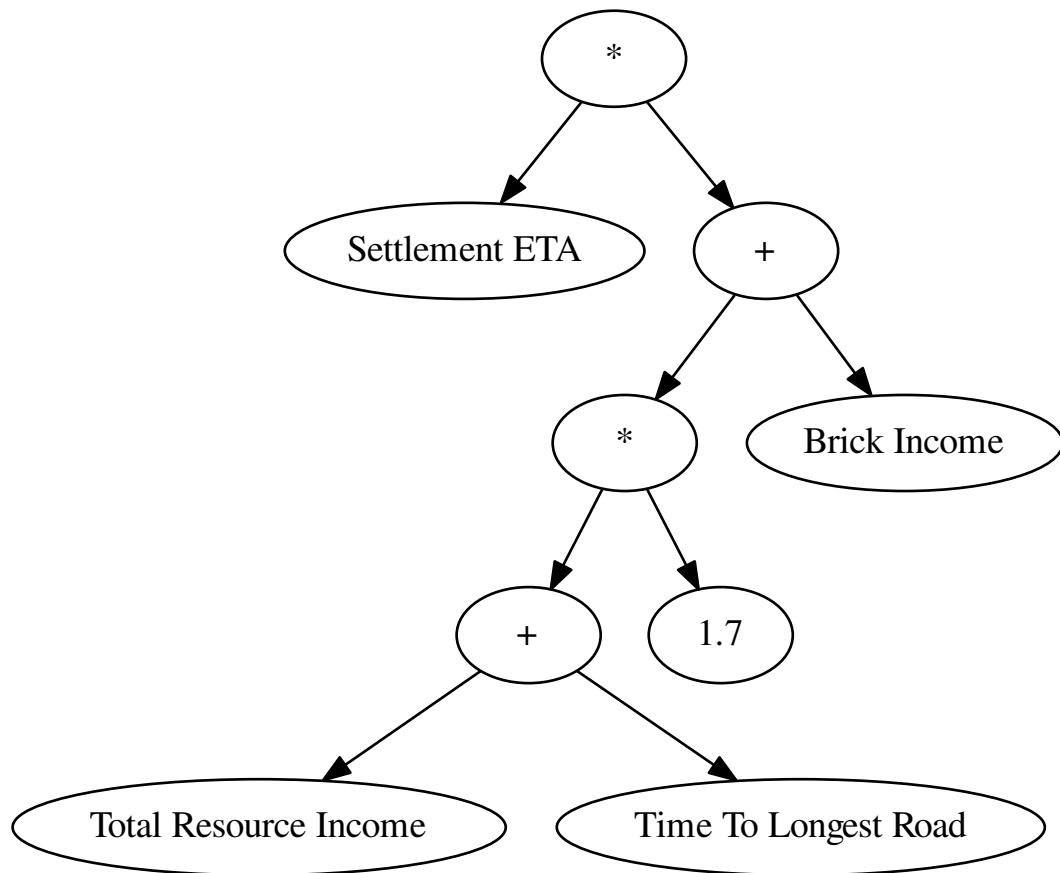 *
Settlement ETA
+
*
Brick Income
+
1.7
Total Resource Income
Time To Longest Road